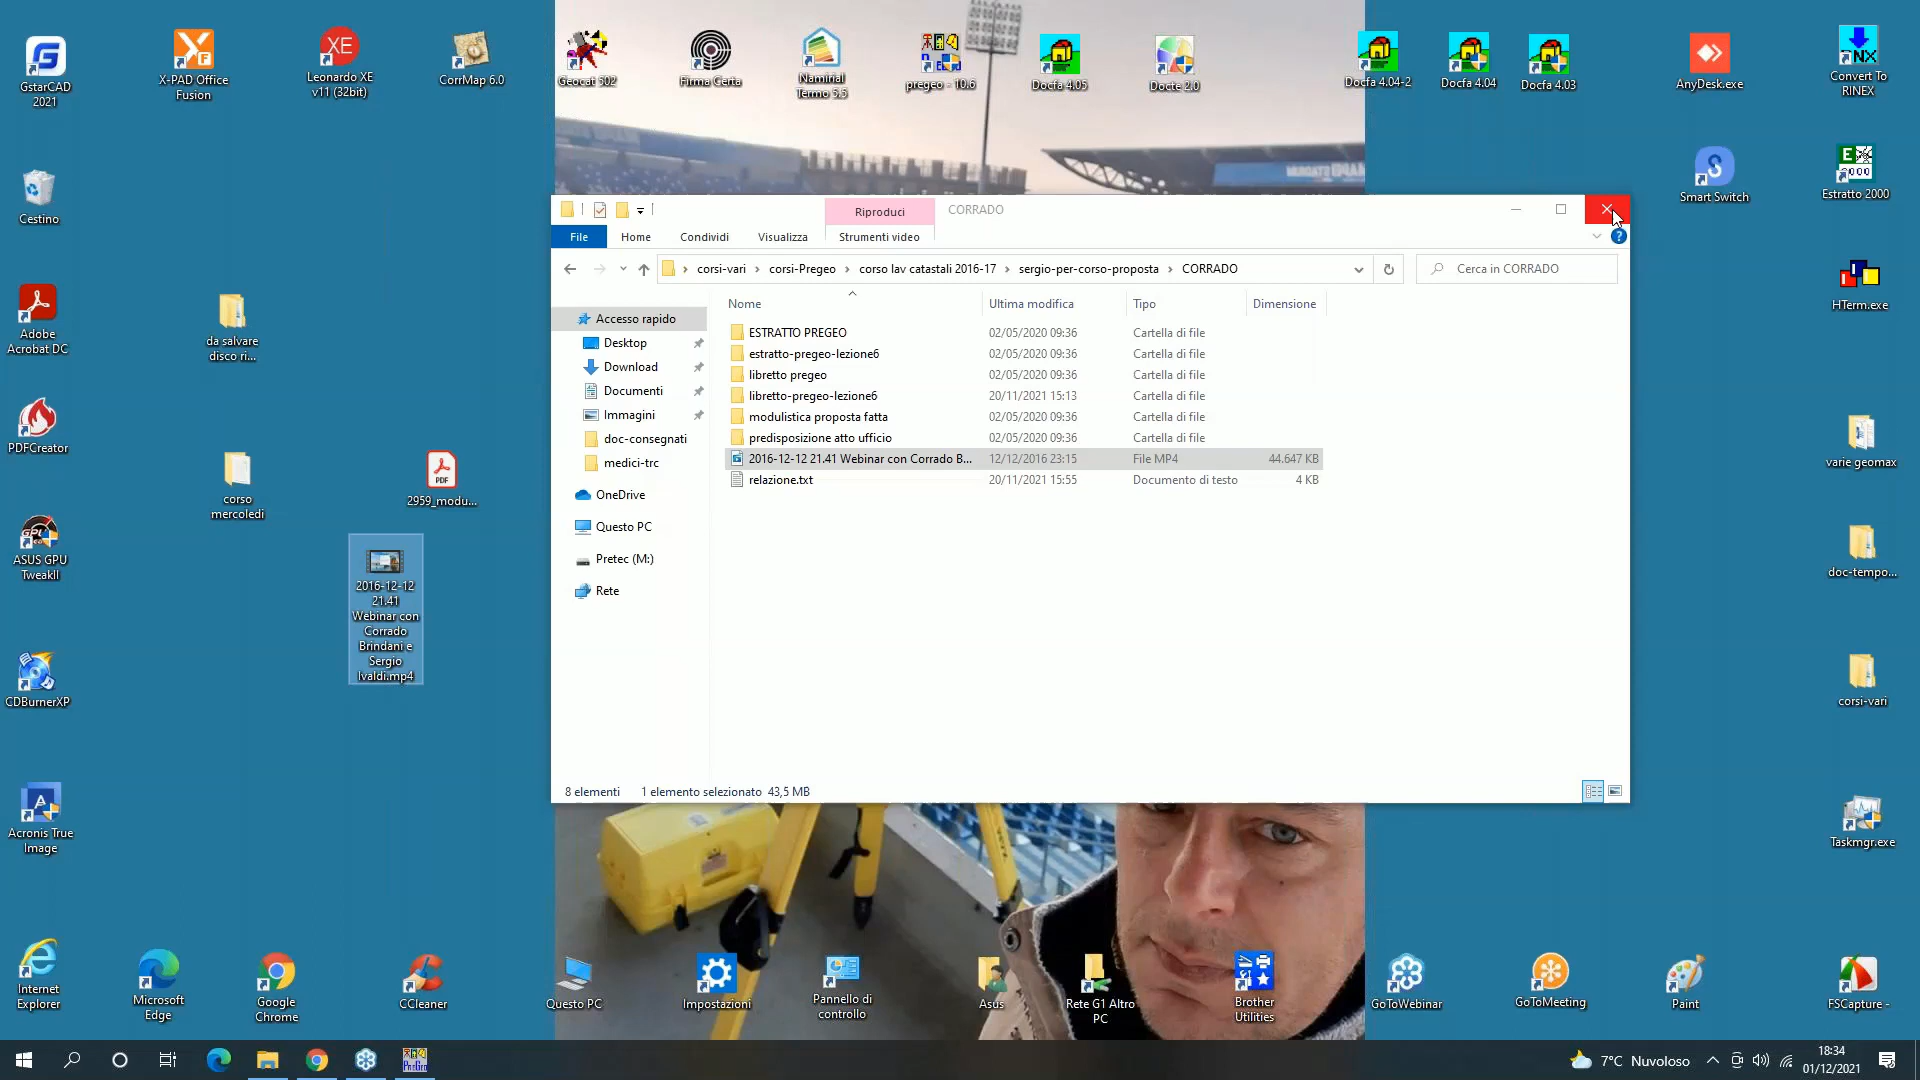 GstarCAD
2021
X-PAD Office
Fusion
Leonardo XE
v11 (32bit)
CorrMap 6.0
Geocat 502
Firma Certa
Namirial
Termo 5.5
pregeo - 10.6
Docfa 4.05
Docte 2.0
Docfa 4.04-2
Docfa 4.04
Docfa 4.03
AnyDesk.exe
Convert To
RINEX
Cestino
Smart Switch
Estratto 2000
Adobe
Acrobat DC
da salvare
disco ri...
HTerm.exe
PDFCreator
corso
mercoledi
2959_modu...
varie geomax
ASUS GPU
TweakII
2016-12-12
21.41
Webinar con
Corrado
Brindani e
Sergio
Ivaldi.mp4
doc-tempo...
CDBurnerXP
corsi-vari
Acronis True
Image
Taskmgr.exe
Riproduci
CORRADO
File
Home
Condividi
Visualizza
Strumenti video
corsi-vari
corsi-Pregeo
corso lav catastali 2016-17
sergio-per-corso-proposta
CORRADO
Cerca in CORRADO
Nome
Ultima modifica
Tipo
Dimensione
Accesso rapido
Desktop
Download
Documenti
Immagini
doc-consegnati
medici-trc
OneDrive
Questo PC
Pretec (M:)
Rete
ESTRATTO PREGEO 02/05/2020 09:36 Cartella di file
estratto-pregeo-lezione6 02/05/2020 09:36 Cartella di file
libretto pregeo 02/05/2020 09:36 Cartella di file
libretto-pregeo-lezione6 20/11/2021 15:13 Cartella di file
modulistica proposta fatta 02/05/2020 09:36 Cartella di file
predisposizione atto ufficio 02/05/2020 09:36 Cartella di file
2016-12-12 21.41 Webinar con Corrado B... 12/12/2016 23:15 File MP4 44.647 KB
relazione.txt 20/11/2021 15:55 Documento di testo 4 KB
8 elementi 1 elemento selezionato 43,5 MB
Internet
Explorer
Microsoft
Edge
Google
Chrome
CCleaner
Questo PC
Impostazioni
Pannello di
controllo
Asus
Rete G1 Altro
PC
Brother
Utilities
GoToWebinar
GoToMeeting
Paint
FSCapture -
7°C Nuvoloso
18:34
01/12/2021